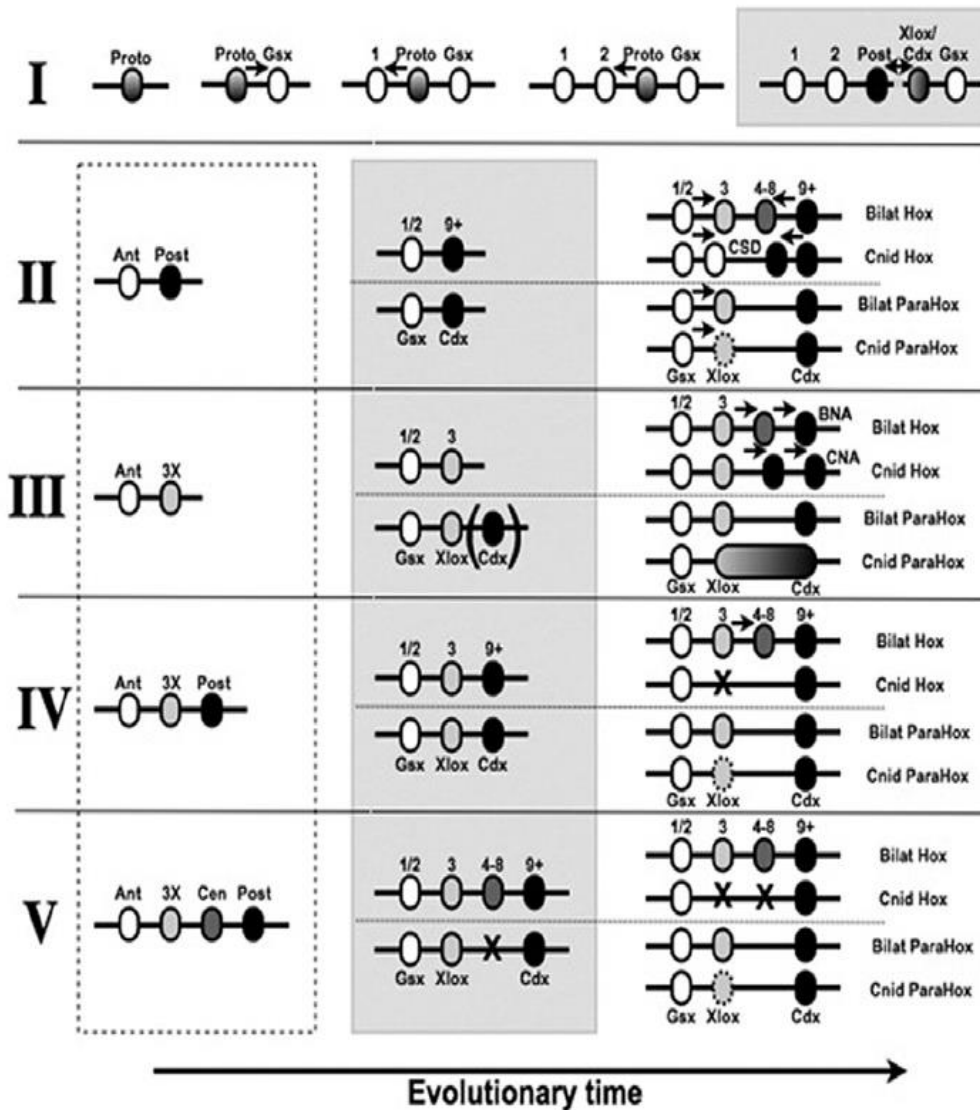 Xlox/
Proto Proto Gsx 1 Proto Gsx 1 2 Proto Gsx 1 2 Post Cdx Gsx
I
1/2 3 4-8 9+
1/2 9+ Bilat Hox
Ant Post CSD Cnid Hox
II
Bilat ParaHox
Gsx Cdx Cnid ParaHox
Gsx Xlox Cdx
1/2 3 BNA
Bilat Hox
1/2 3 CNA
Ant 3X Cnid Hox
III
Bilat ParaHox
Gsx Xlox (Cdx) Cnid ParaHox
Gsx Xlox Cdx
1/2 3 4-8 9+
1/2 3 9+ Bilat Hox
Ant 3X Post X Cnid Hox
IV
Bilat ParaHox
Gsx Xlox Cdx Cnid ParaHox
Gsx Xlox Cdx
1/2 3 4-8 9+
1/2 3 4-8 9+ Bilat Hox
Ant 3X Cen Post X X Cnid Hox
V
X Bilat ParaHox
Gsx Xlox Cdx Cnid ParaHox
Gsx Xlox Cdx
Evolutionary time